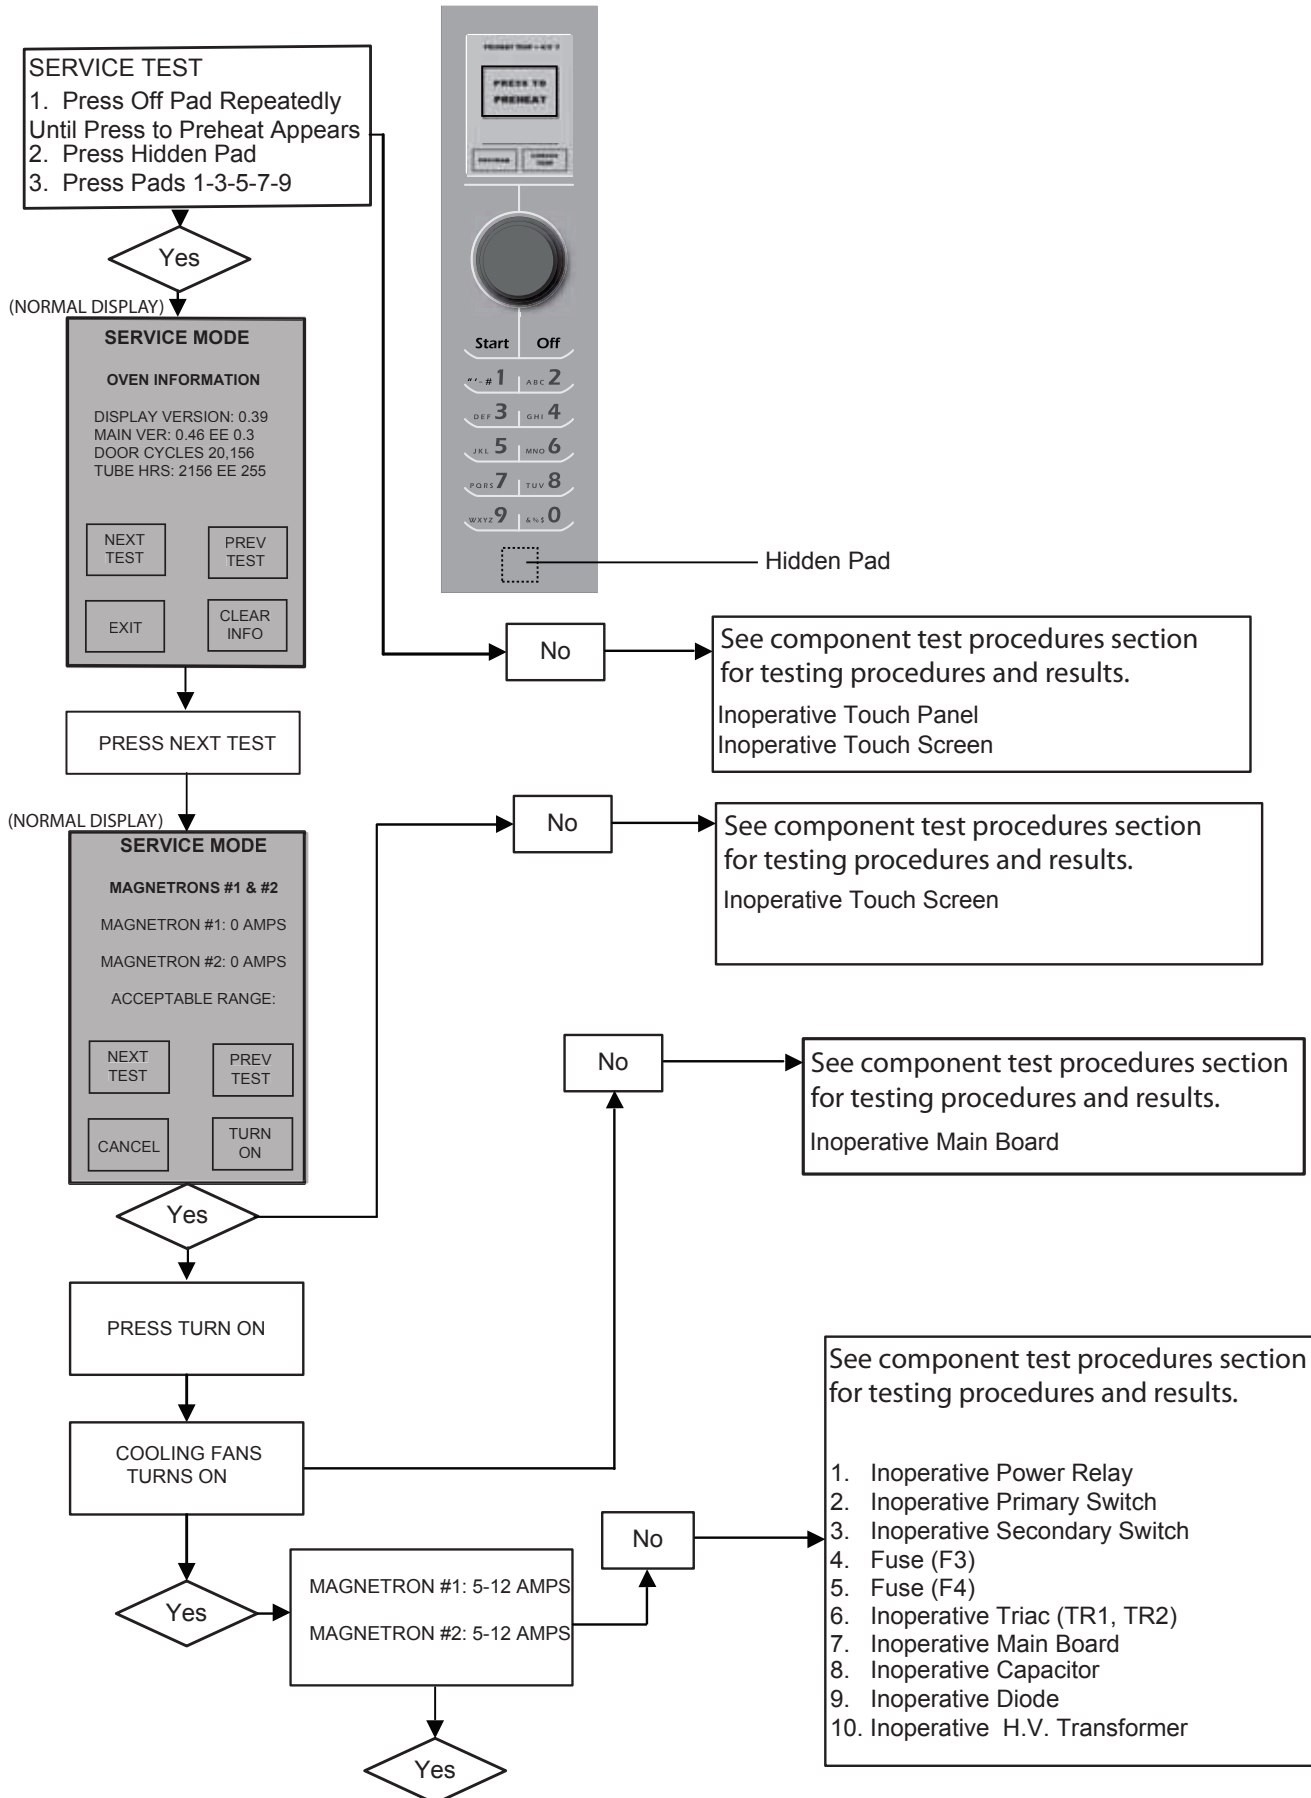 SERVICE TEST
1. Press Off Pad Repeatedly
Until Press to Preheat Appears
2. Press Hidden Pad
3. Press Pads 1-3-5-7-9
PRESS TO
PREHEAT
Yes
(NORMAL DISPLAY)
SERVICE MODE
OVEN INFORMATION
DISPLAY VERSION: 0.39
MAIN VER: 0.46 EE 0.3
DOOR CYCLES 20,156
TUBE HRS: 2156 EE 255
NEXT
TEST
PREV
TEST
EXIT
CLEAR
INFO
Start Off
"'-# 1 ABC 2
DEF 3 GHI 4
JKL 5 MNO 6
PQRS 7 TUV 8
WXYZ 9 &%$ 0
Hidden Pad
No
See component test procedures section
for testing procedures and results.
Inoperative Touch Panel
Inoperative Touch Screen
PRESS NEXT TEST
(NORMAL DISPLAY)
SERVICE MODE
MAGNETRONS #1 & #2
MAGNETRON #1: 0 AMPS
MAGNETRON #2: 0 AMPS
ACCEPTABLE RANGE:
NEXT
TEST
PREV
TEST
CANCEL
TURN
ON
No
See component test procedures section
for testing procedures and results.
Inoperative Touch Screen
Yes
No
See component test procedures section
for testing procedures and results.
Inoperative Main Board
PRESS TURN ON
COOLING FANS
TURNS ON
Yes
MAGNETRON #1: 5-12 AMPS
MAGNETRON #2: 5-12 AMPS
No
See component test procedures section
for testing procedures and results.
1. Inoperative Power Relay
2. Inoperative Primary Switch
3. Inoperative Secondary Switch
4. Fuse (F3)
5. Fuse (F4)
6. Inoperative Triac (TR1, TR2)
7. Inoperative Main Board
8. Inoperative Capacitor
9. Inoperative Diode
10. Inoperative H.V. Transformer
Yes